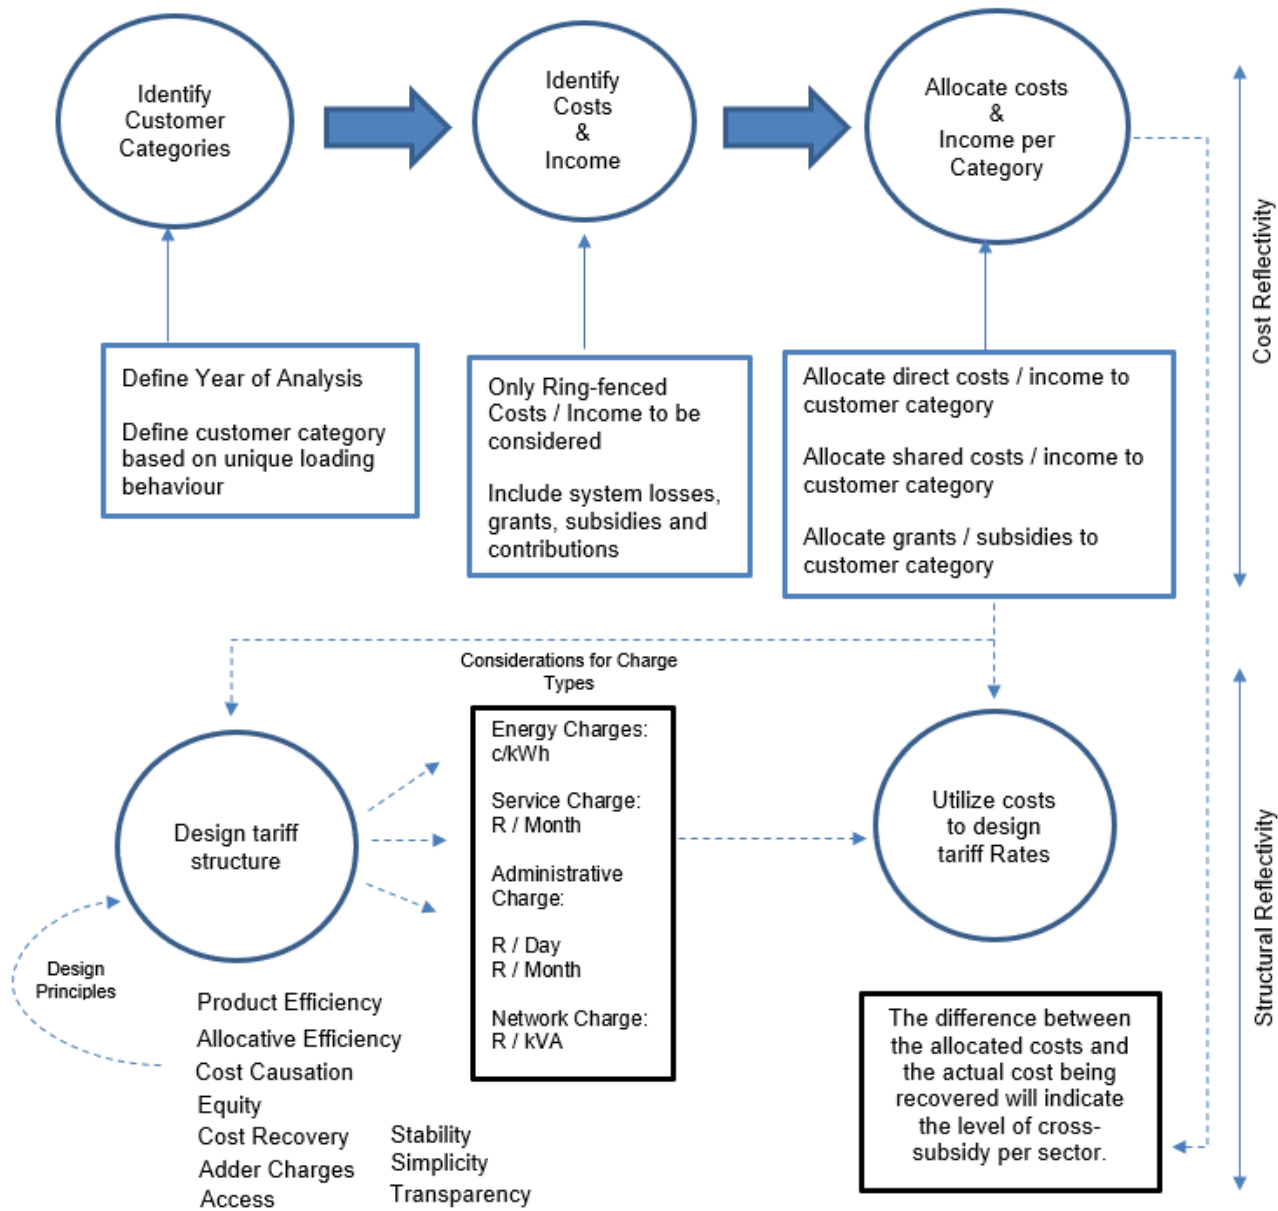 Identify
Customer
Categories
Identify
Costs
&
Income
Allocate costs
&
Income per
Category
Cost Reflectivity
Define Year of Analysis
Define customer category
based on unique loading
behaviour
Only Ring-fenced
Costs / Income to be
considered
Include system losses,
grants, subsidies and
contributions
Allocate direct costs / income to
customer category
Allocate shared costs / income to
customer category
Allocate grants / subsidies to
customer category
Considerations for Charge
Types
Design tariff
structure
Energy Charges:
c/kWh
Service Charge:
R / Month
Administrative
Charge:
R / Day
R / Month
Network Charge:
R / kVA
Utilize costs
to design
tariff Rates
Structural Reflectivity
Design
Principles
Product Efficiency
Allocative Efficiency
Cost Causation
Equity
Cost Recovery
Adder Charges
Access
Stability
Simplicity
Transparency
The difference between
the allocated costs and
the actual cost being
recovered will indicate
the level of cross-
subsidy per sector.